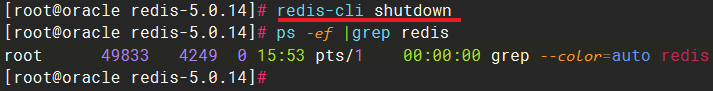 [root@oracle redis-5.0.14]# redis-cli shutdown
[root@oracle redis-5.0.14]# ps -ef |grep redis
root      49833   4249  0 15:53 pts/1    00:00:00 grep --color=auto redis
[root@oracle redis-5.0.14]#